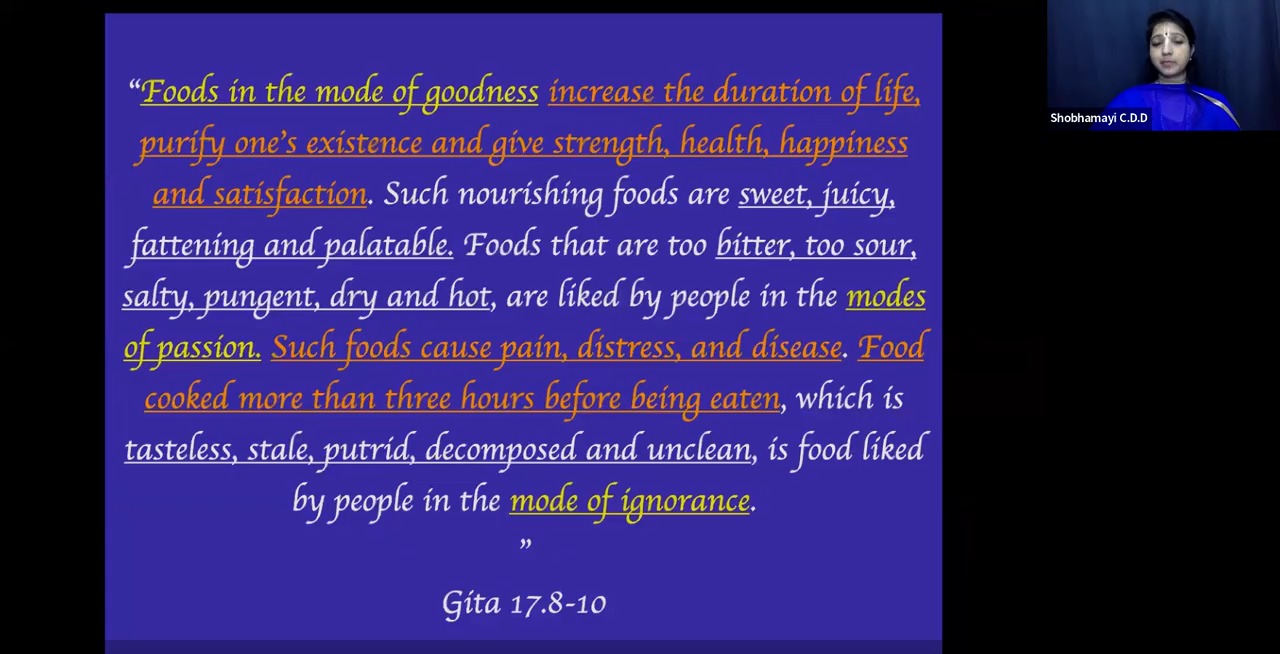 “Foods in the mode of goodness increase the duration of life,
purify one's existence and give strength, health, happiness
and satisfaction. Such nourishing foods are sweet, juicy,
fattening and palatable. Foods that are too bitter, too sour,
salty, pungent, dry and hot, are liked by people in the modes
of passion. Such foods cause pain, distress, and disease. Food
cooked more than three hours before being eaten, which is
tasteless, stale, putrid, decomposed and unclean, is food liked
by people in the mode of ignorance.
”
Gita 17.8-10
Shobhamayi C.D.D